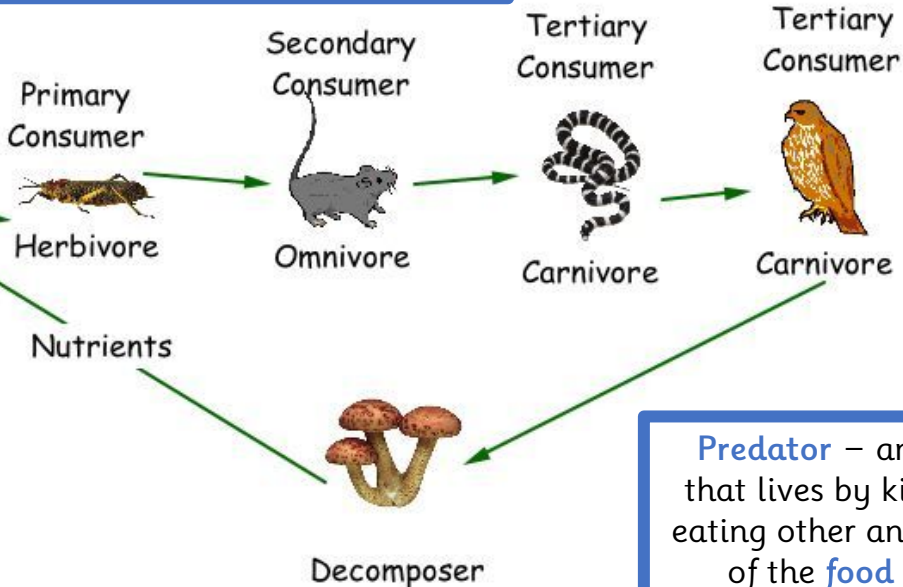 Primary
Consumer
Herbivore
Secondary
Consumer
Omnivore
Tertiary
Consumer
Carnivore
Tertiary
Consumer
Carnivore
Nutrients
Decomposer
Predator –
that lives by
eating other
of the food